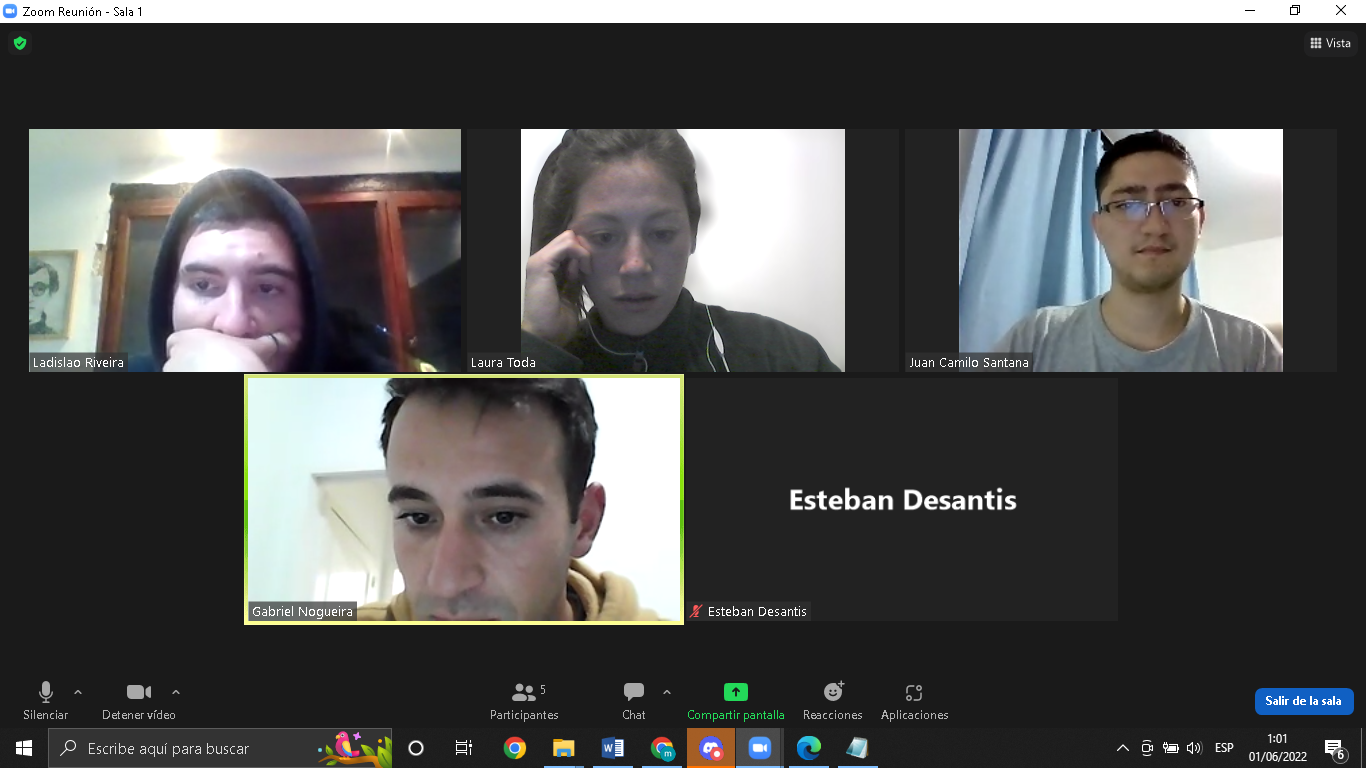 Zoom Reunión - Sala 1
Vista
Ladislao Riveira
Laura Toda
Juan Camilo Santana
Gabriel Nogueira
Esteban Desantis
Esteban Desantis
Silenciar
Detener vídeo
5
Participantes
Chat
Compartir pantalla
Reacciones
Aplicaciones
Salir de la sala
Escribe aquí para buscar
W
m
ESP
1:01
01/06/2022
6